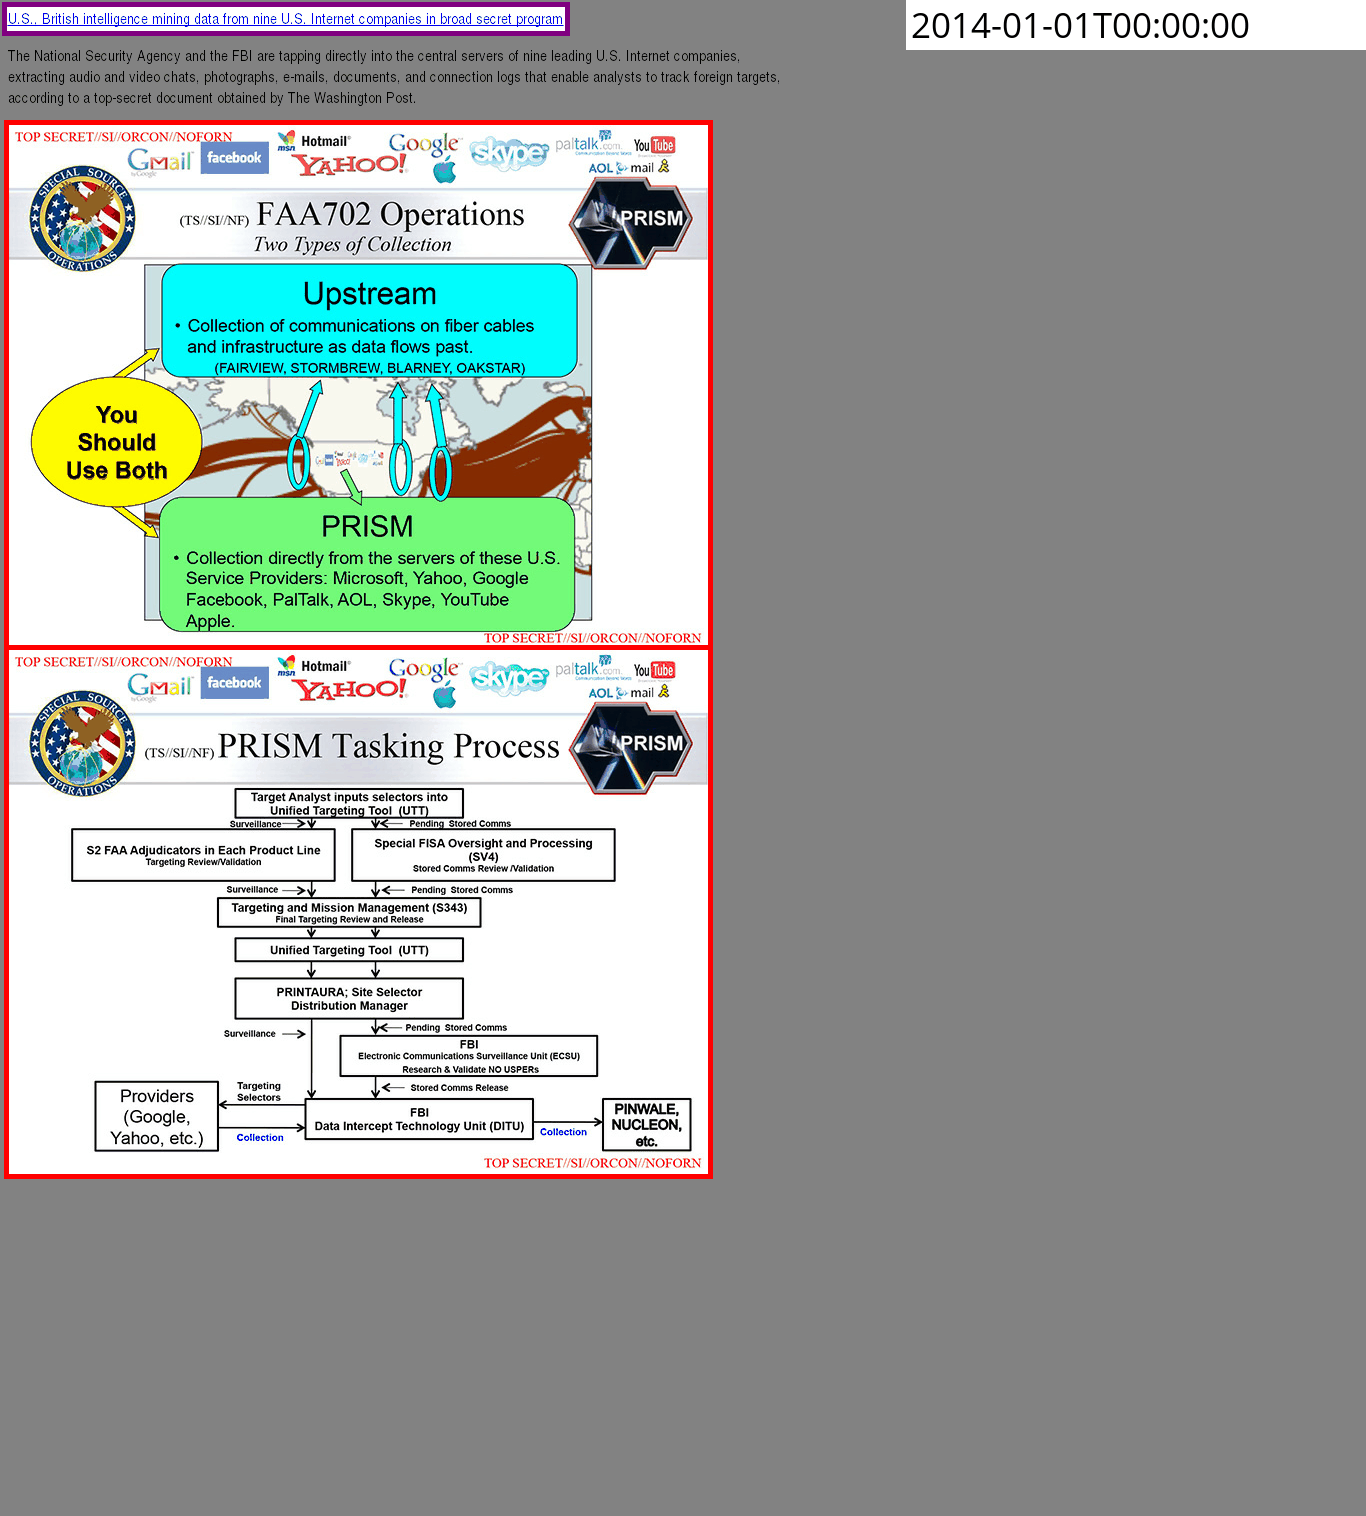 U.S., British intelligence mining data from nine U.S. Internet companies in broad secret program
2014-01-01T00:00:00
The National Security Agency and the FBI are tapping directly into the central servers of nine leading U.S. Internet companies,
extracting audio and video chats, photographs, e-mails, documents, and connection logs that enable analysts to track foreign targets,
according to a top-secret document obtained by The Washington Post.
TOP SECRET//SI//ORCON//NOFORN
Gmail
by Google
facebook
msn
Hotmail
YAHOO!
Google
skype
paltalk.com
AOL mail
YouTube
SPECIAL SOURCE
OPERATIONS
(TS//SI//NF) FAA702 Operations
Two Types of Collection
PRISM
Upstream
• Collection of communications on fiber cables
and infrastructure as data flows past.
(FAIRVIEW, STORMBREW, BLARNEY, OAKSTAR)
You
Should
Use Both
PRISM
• Collection directly from the servers of these U.S.
Service Providers: Microsoft, Yahoo, Google
Facebook, PalTalk, AOL, Skype, YouTube
Apple.
TOP SECRET//SI//ORCON//NOFORN
TOP SECRET//SI//ORCON//NOFORN
Gmail
by Google
facebook
msn
Hotmail
YAHOO!
Google
skype
paltalk.com
AOL mail
YouTube
SPECIAL SOURCE
OPERATIONS
(TS//SI//NF) PRISM Tasking Process
PRISM
Target Analyst inputs selectors into
Unified Targeting Tool (UTT)
Surveillance
Pending Stored Comms
S2 FAA Adjudicators in Each Product Line
Targeting Review/Validation
Special FISA Oversight and Processing
(SV4)
Stored Comms Review /Validation
Surveillance
Pending Stored Comms
Targeting and Mission Management (S343)
Final Targeting Review and Release
Unified Targeting Tool (UTT)
PRINTAURA; Site Selector
Distribution Manager
Surveillance
Pending Stored Comms
FBI
Electronic Communications Surveillance Unit (ECSU)
Research & Validate NO USPERs
Stored Comms Release
Providers
(Google,
Yahoo, etc.)
Targeting
Selectors
Collection
FBI
Data Intercept Technology Unit (DITU)
Collection
PINWALE,
NUCLEON,
etc.
TOP SECRET//SI//ORCON//NOFORN